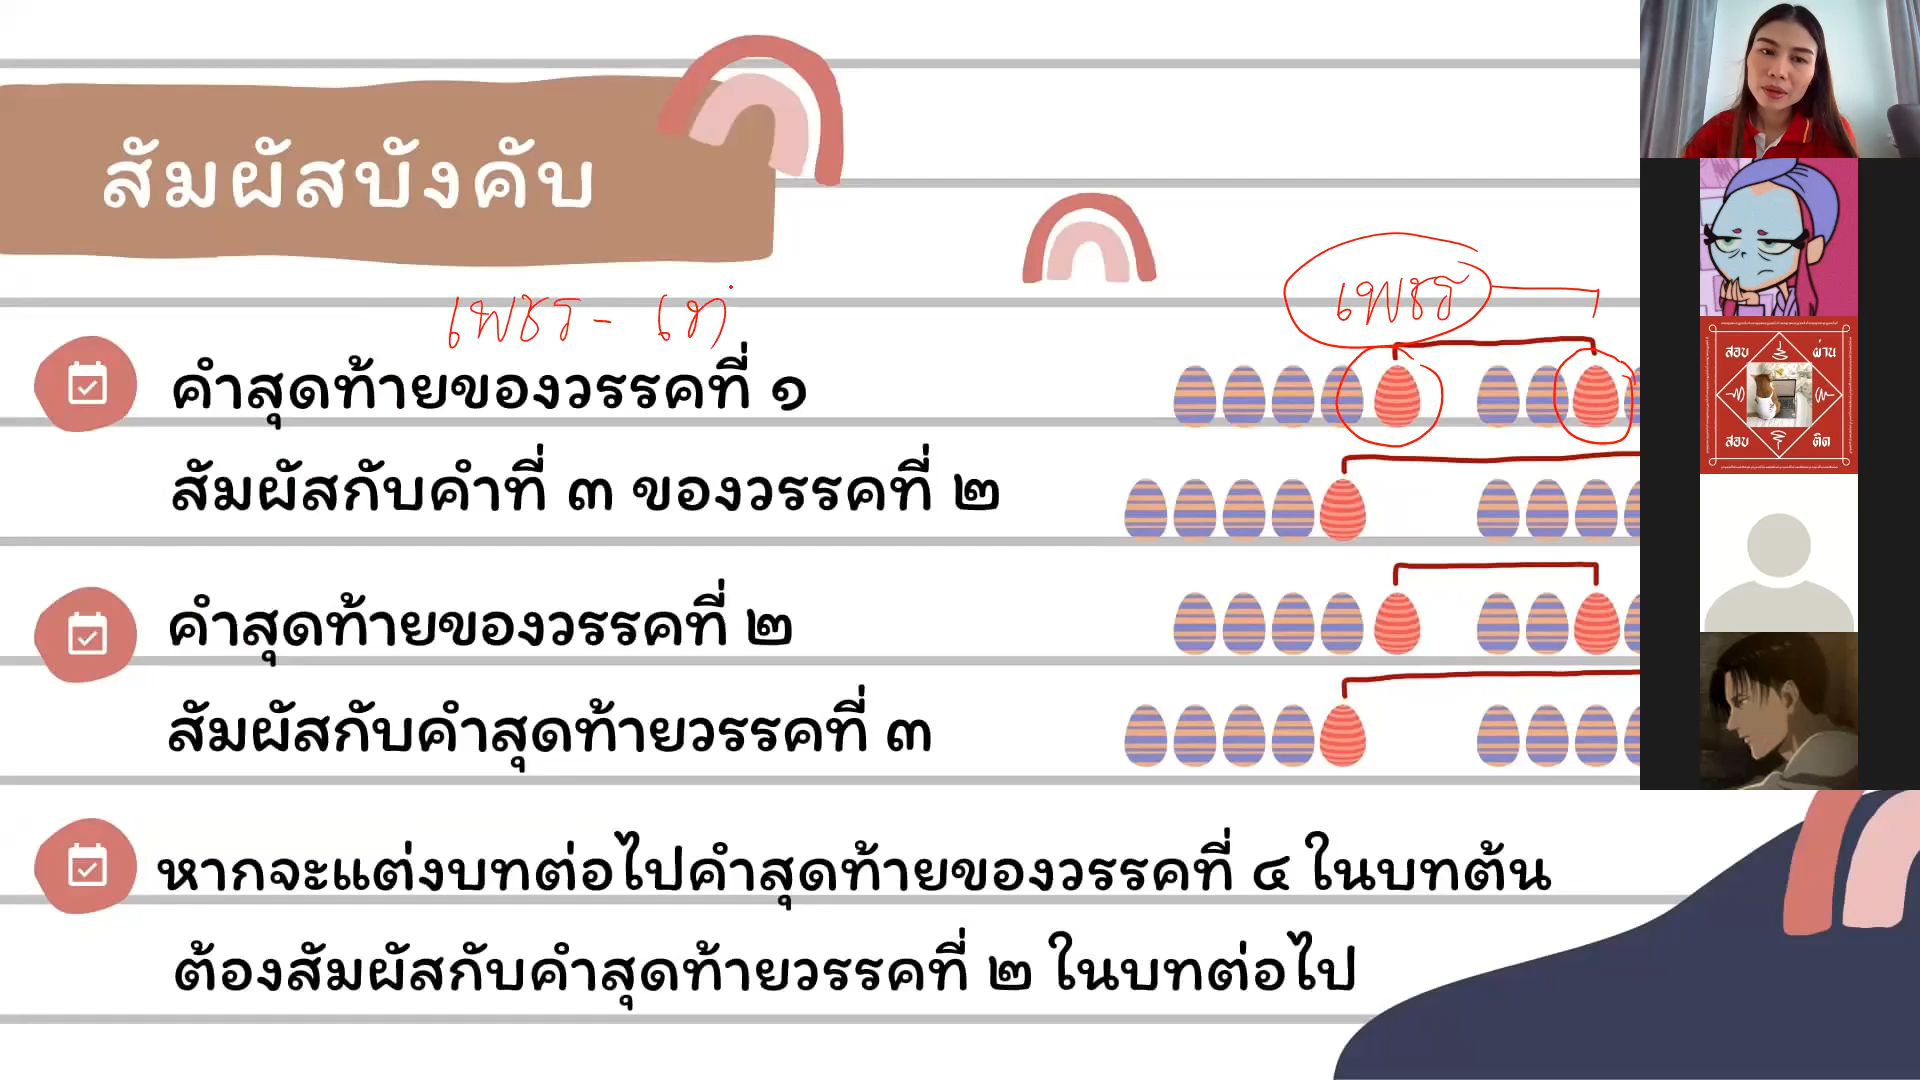 สัมผัสบังคับ
เพชร - เท่
เพชร
คำสุดท้ายของวรรคที่ ๑
สัมผัสกับคำที่ ๓ ของวรรคที่ ๒
คำสุดท้ายของวรรคที่ ๒
สัมผัสกับคำสุดท้ายวรรคที่ ๓
หากจะแต่งบทต่อไปคำสุดท้ายของวรรคที่ ๔ ในบทต้น
ต้องสัมผัสกับคำสุดท้ายวรรคที่ ๒ ในบทต่อไป
สอบ ผ่าน
สอบ ติด